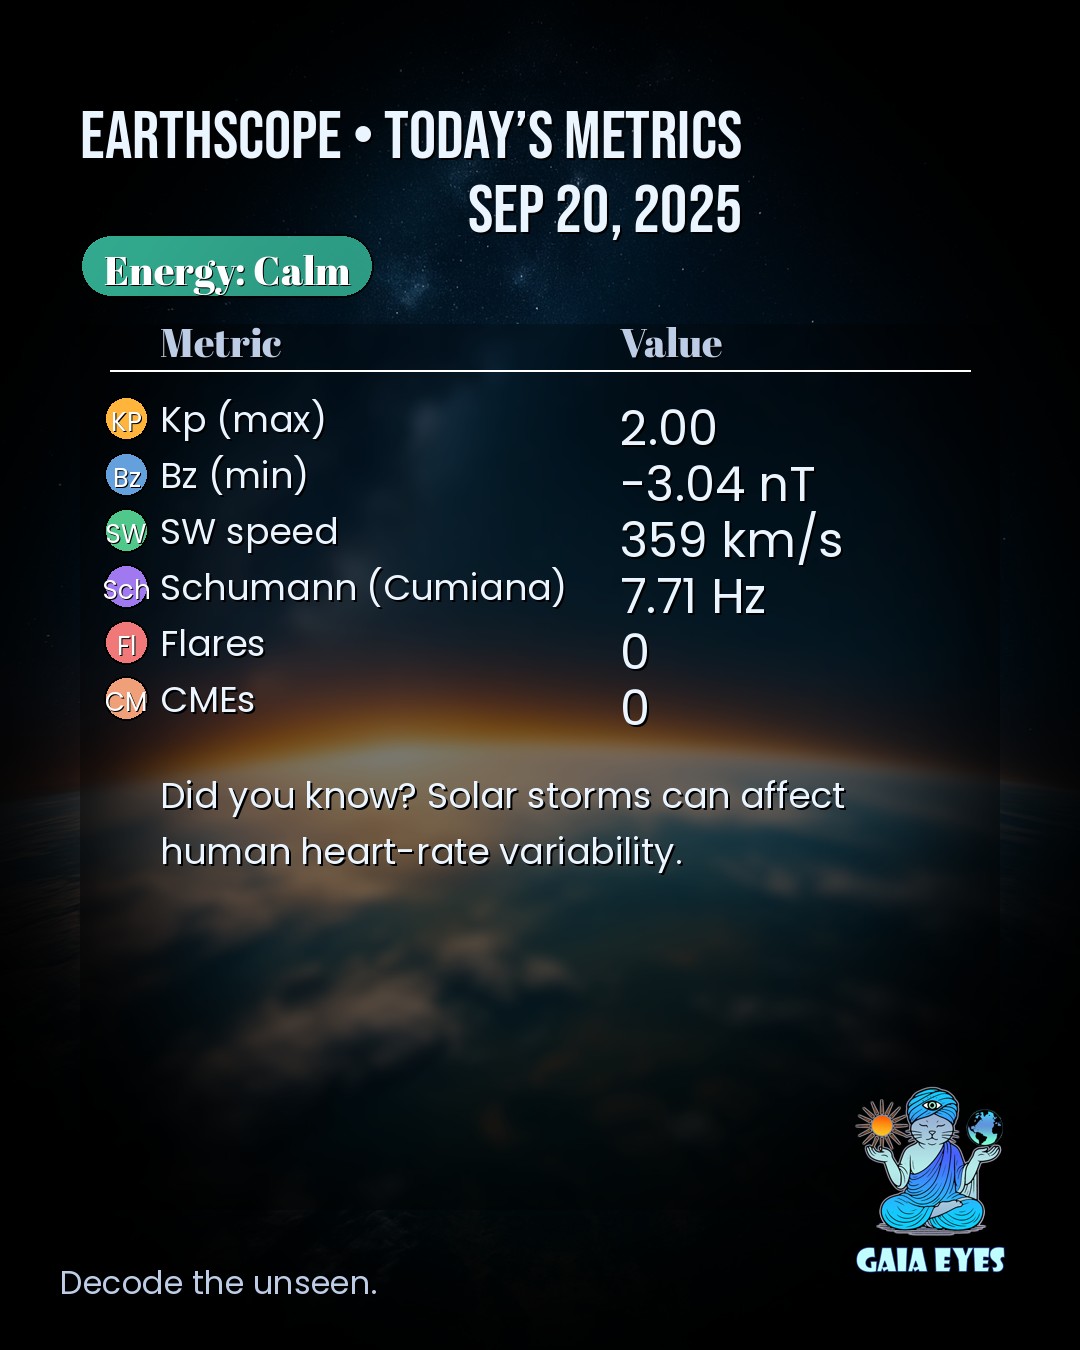 EARTHSCOPE • TODAY’S METRICS
SEP 20, 2025
Energy: Calm
Metric Value
KP Kp (max) 2.00
Bz Bz (min) −3.04 nT
SW SW speed 359 km/s
Sch Schumann (Cumiana) 7.71 Hz
Fl Flares 0
CM CMEs 0
Did you know? Solar storms can affect
human heart-rate variability.
GAIA EYES
Decode the unseen.